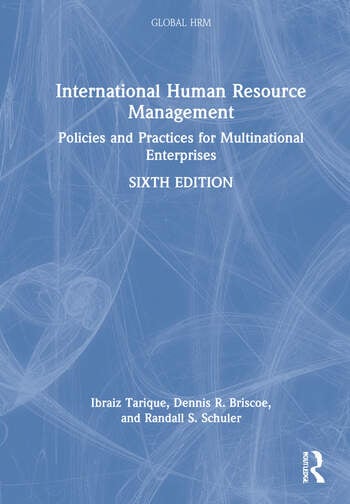 GLOBAL HRM
International Human Resource
Management
Policies and Practices for Multinational
Enterprises
SIXTH EDITION
Ibraiz Tarique, Dennis R. Briscoe,
and Randall S. Schuler
ROUTLEDGE